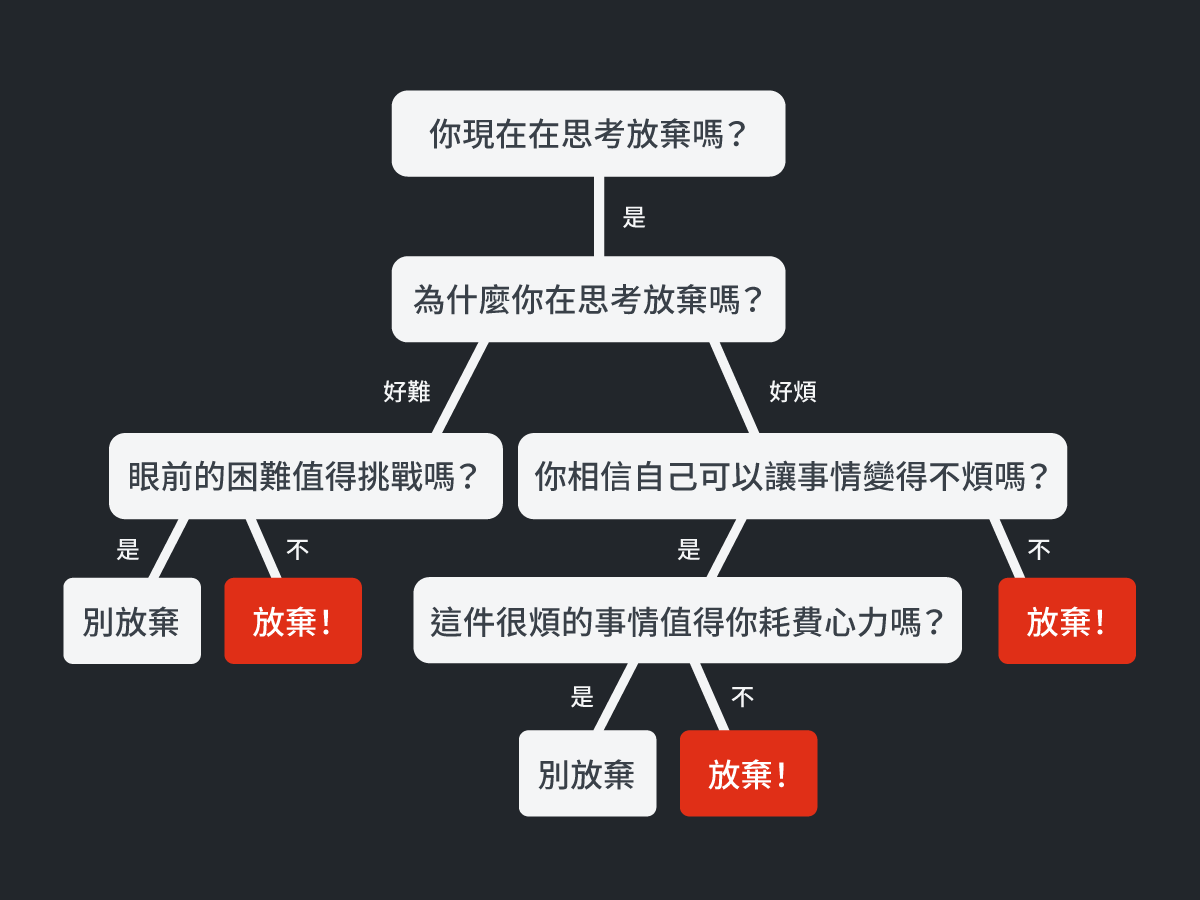 你現在在思考放棄嗎？
是
為什麼你在思考放棄嗎？
好難
好煩
眼前的困難值得挑戰嗎？
你相信自己可以讓事情變得不煩嗎？
是
不
是
不
別放棄
放棄！
這件很煩的事情值得你耗費心力嗎？
放棄！
是
不
別放棄
放棄！